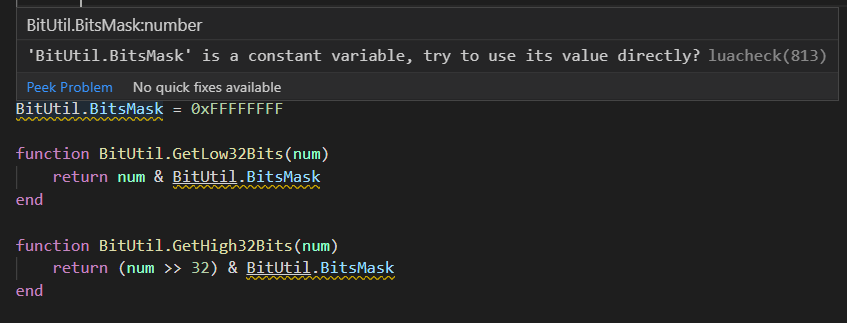 BitUtil.BitsMask:number
'BitUtil.BitsMask' is a constant variable, try to use its value directly? luacheck(813)
Peek Problem No quick fixes available
BitUtil.BitsMask = 0xFFFFFFFF
function BitUtil.GetLow32Bits(num)
return num & BitUtil.BitsMask
end
function BitUtil.GetHigh32Bits(num)
return (num >> 32) & BitUtil.BitsMask
end